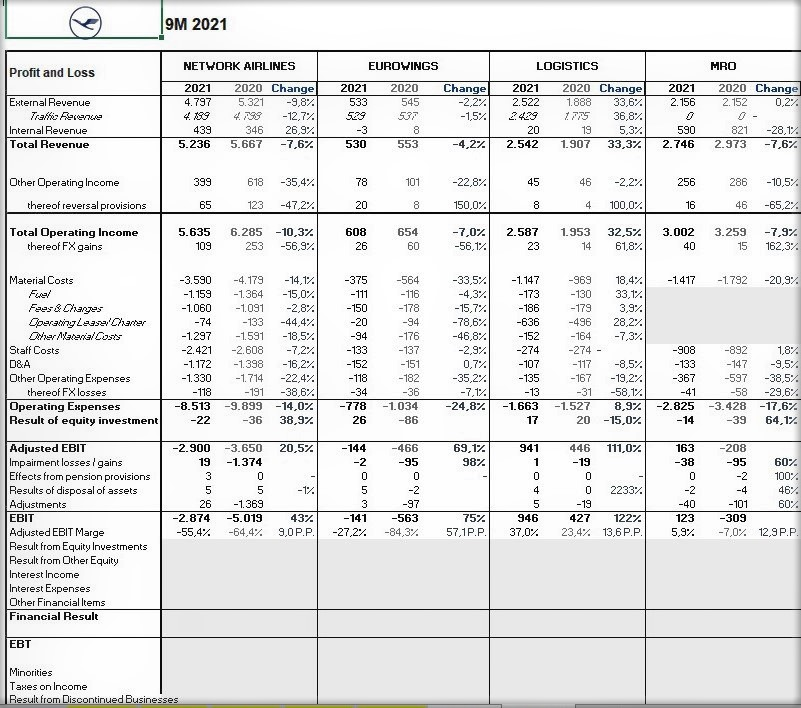 9M 2021
Profit and Loss NETWORK AIRLINES EUROWINGS LOGISTICS MRO
2021 2020 Change 2021 2020 Change 2021 2020 Change 2021 2020 Change
External Revenue 4.797 5.321 -9,8% 533 545 -2,2% 2.522 1.888 33,6% 2.156 2.152 0,2%
Traffic Revenue 4.189 4.798 -12,7% 529 537 -1,5% 2.429 1.775 36,8% 0 0 -
Internal Revenue 439 346 26,9% -3 8 20 19 5,3% 590 821 -28,1%
Total Revenue 5.236 5.667 -7,6% 530 553 -4,2% 2.542 1.907 33,3% 2.746 2.973 -7,6%
Other Operating Income 399 618 -35,4% 78 101 -22,8% 45 46 -2,2% 256 286 -10,5%
thereof reversal provisions 65 123 -47,2% 20 8 150,0% 8 4 100,0% 16 46 -65,2%
Total Operating Income 5.635 6.285 -10,3% 608 654 -7,0% 2.587 1.953 32,5% 3.002 3.259 -7,9%
thereof FX gains 109 253 -56,9% 26 60 -56,1% 23 14 61,8% 40 15 162,3%
Material Costs -3.590 -4.179 -14,1% -375 -564 -33,5% -1.147 -969 18,4% -1.417 -1.792 -20,9%
Fuel -1.159 -1.364 -15,0% -111 -116 -4,3% -173 -130 33,1%
Fees & Charges -1.060 -1.091 -2,8% -150 -178 -15,7% -186 -179 3,9%
Operating Lease/ Charter -74 -133 -44,4% -20 -94 -78,6% -636 -496 28,2%
Other Material Costs -1.297 -1.591 -18,5% -94 -176 -46,8% -152 -164 -7,3%
Staff Costs -2.421 -2.608 -7,2% -133 -137 -2,9% -274 -274 - -908 -892 1,8%
D&A -1.172 -1.398 -16,2% -152 -151 0,7% -107 -117 -8,5% -133 -147 -9,5%
Other Operating Expenses -1.330 -1.714 -22,4% -118 -182 -35,2% -135 -167 -19,2% -367 -597 -38,5%
thereof FX losses -118 -191 -38,6% -34 -36 -7,1% -13 -31 -58,1% -41 -58 -29,6%
Operating Expenses -8.513 -9.899 -14,0% -778 -1.034 -24,8% -1.663 -1.527 8,9% -2.825 -3.428 -17,6%
Result of equity investment -22 -36 38,9% 26 -86 17 20 -15,0% -14 -39 64,1%
Adjusted EBIT -2.900 -3.650 20,5% -144 -466 69,1% 941 446 111,0% 163 -208
Impairment losses / gains 19 -1.374 -2 -95 98% 1 -19 -38 -95 60%
Effects from pension provisions 3 0 - 0 0 - 0 0 - 0 -2 100%
Results of disposal of assets 5 5 -1% 5 -2 4 0 2233% -2 -4 46%
Adjustments 26 -1.369 3 -97 5 -19 -40 -101 60%
EBIT -2.874 -5.019 43% -141 -563 75% 946 427 122% 123 -309
Adjusted EBIT Marge -55,4% -64,4% 9,0 P.P. -27,2% -84,3% 57,1 P.P. 37,0% 23,4% 13,6 P.P. 5,9% -7,0% 12,9 P.P.
Result from Equity Investments
Result from Other Equity
Interest Income
Interest Expenses
Other Financial Items
Financial Result
EBT
Minorities
Taxes on Income
Result from Discontinued Businesses